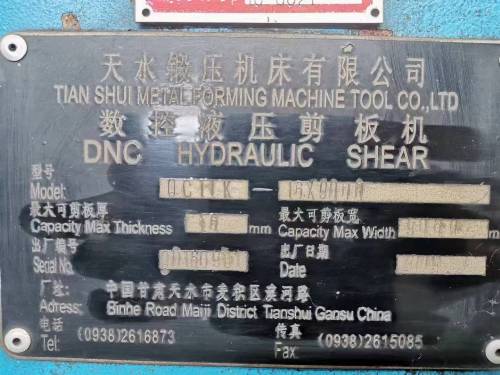 天水锻压机床有限公司
TIAN SHUI METAL FORMING MACHINE TOOL CO.,LTD
数控液压剪板机
DNC HYDRAULIC SHEAR
型号
Model:
最大可剪板厚 最大可剪板宽
Capacity Max Thickness mm Capacity Max Width mm
出厂编号 出厂日期
Serial No. Date
厂址: 中国甘肃天水市麦积区滨河路
Adress: Binhe Road Maiji District Tianshui Gansu China
电话 传真
Tel: (0938)2616873 Fax: (0938)2615085